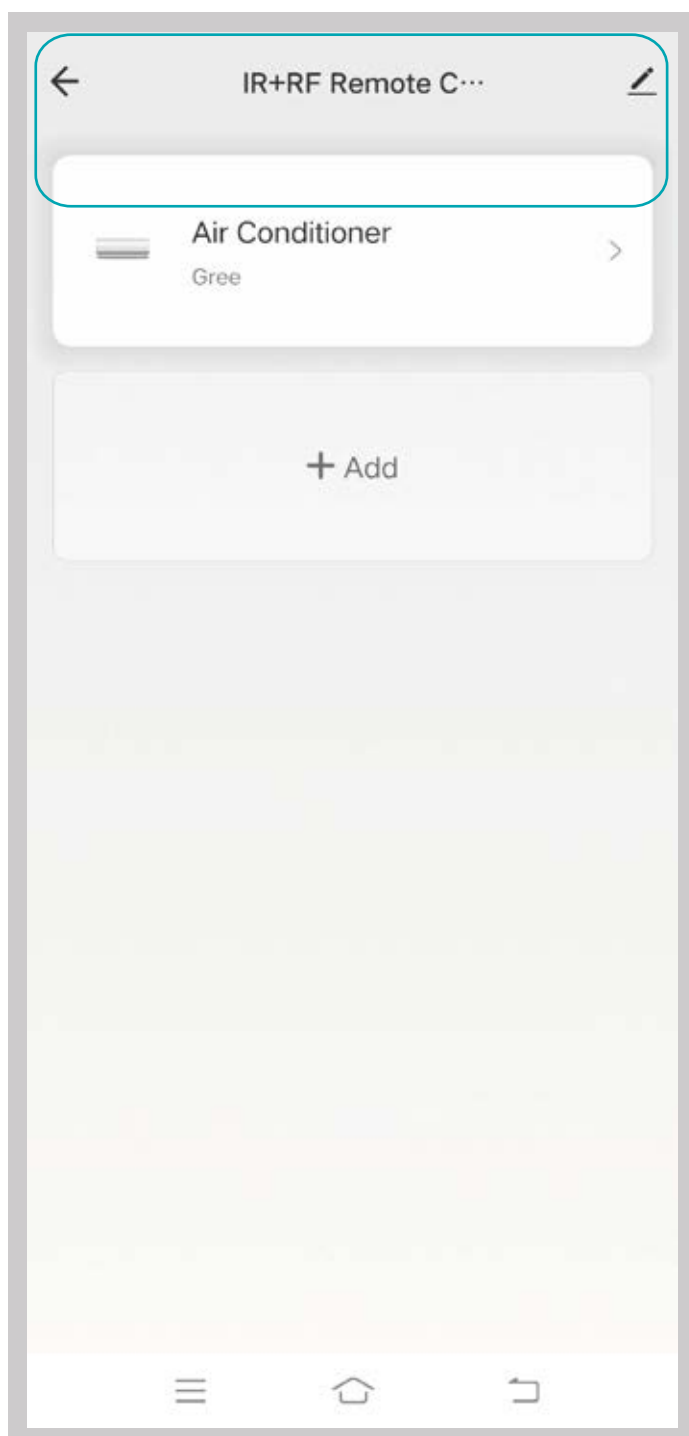 IR+RF Remote C···
Air Conditioner
Gree
+ Add